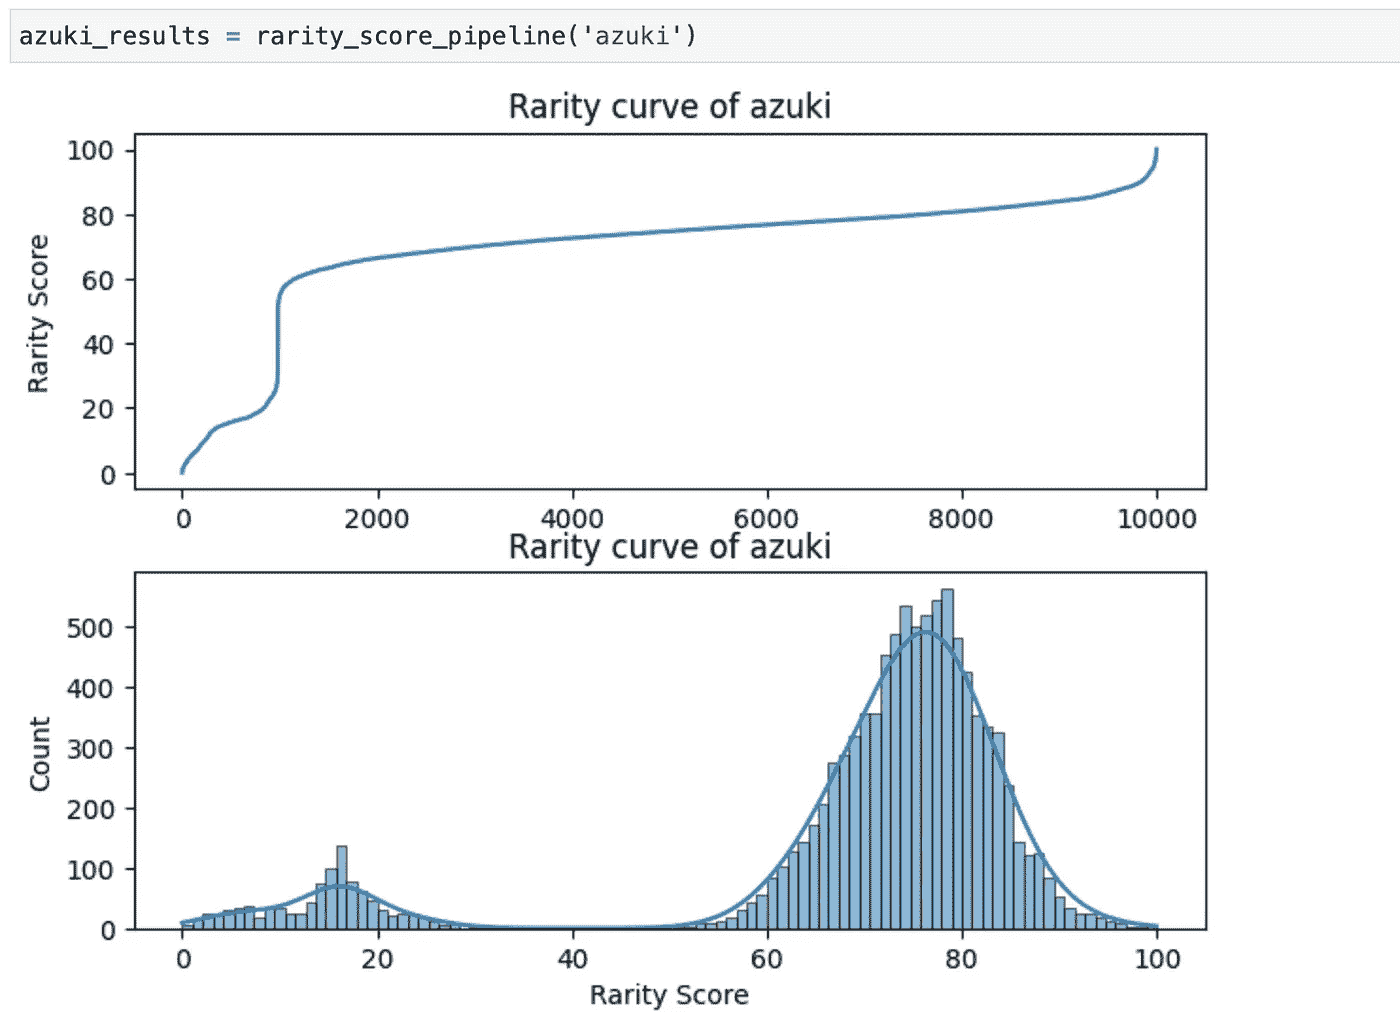 azuki_results = rarity_score_pipeline('azuki')
Rarity curve of azuki
Rarity Score
100
80
60
40
20
0
0 2000 4000 6000 8000 10000
Rarity curve of azuki
Count
500
400
300
200
100
0
0 20 40 60 80 100
Rarity Score